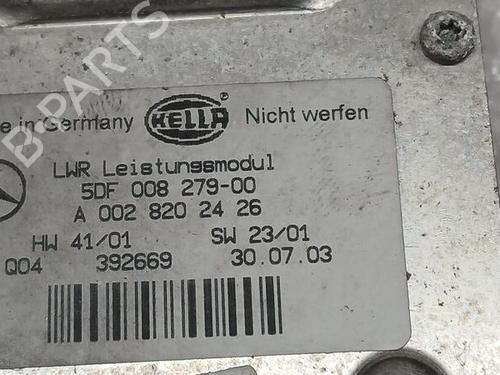 B PARTS
e in Germany HELLA Nicht werfen
LWR Leistungsmodul
5DF 008 279-00
A 002 820 24 26
HW 41/01 SW 23/01
Q04 392669 30.07.03